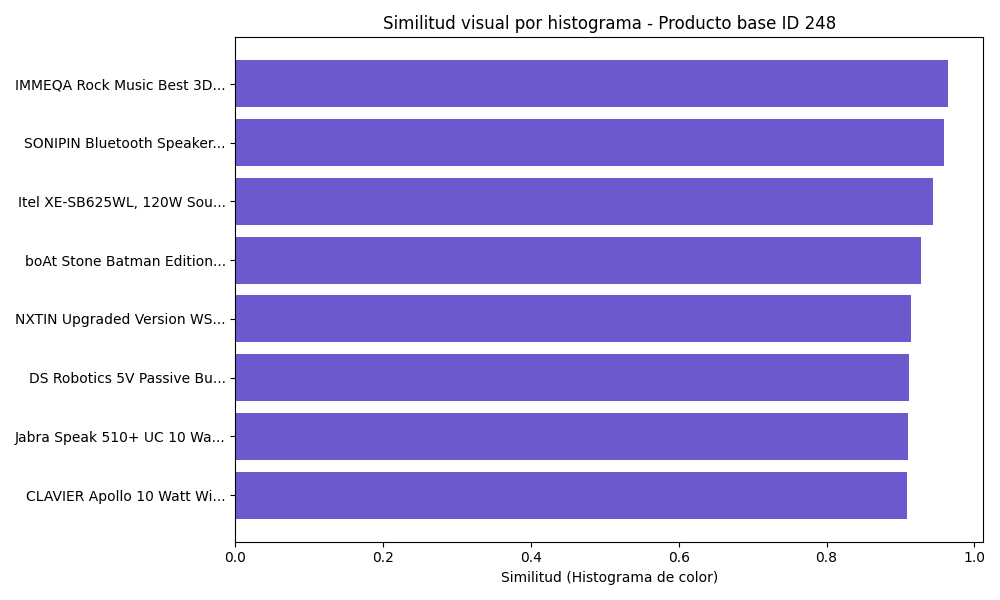 Similitud visual por histograma - Producto base ID 248
IMMEQA Rock Music Best 3D...
SONIPIN Bluetooth Speaker...
Itel XE-SB625WL, 120W Sou...
boAt Stone Batman Edition...
NXTIN Upgraded Version WS...
DS Robotics 5V Passive Bu...
Jabra Speak 510+ UC 10 Wa...
CLAVIER Apollo 10 Watt Wi...
0.0 0.2 0.4 0.6 0.8 1.0
Similitud (Histograma de color)